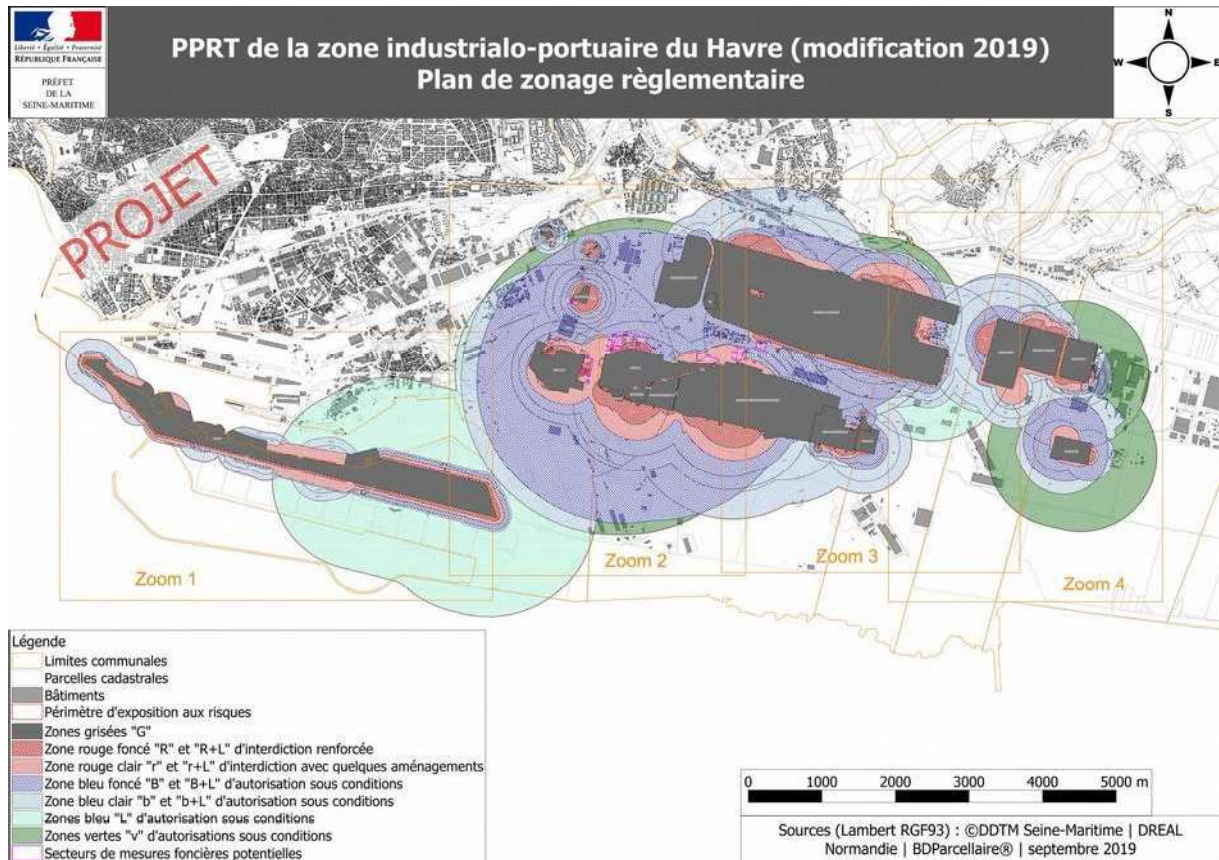 Liberté • Égalité • Fraternité
RÉPUBLIQUE FRANÇAISE
PRÉFET
DE LA
SEINE-MARITIME
PPRT de la zone industrialo-portuaire du Havre (modification 2019)
Plan de zonage règlementaire
N
W
E
S
PROJET
Zoom 1
Zoom 2
Zoom 3
Zoom 4
Légende
Limites communales
Parcelles cadastrales
Bâtiments
Périmètre d'exposition aux risques
Zones grisées "G"
Zone rouge foncé "R" et "R+L" d'interdiction renforcée
Zone rouge clair "r" et "r+L" d'interdiction avec quelques aménagements
Zone bleu foncé "B" et "B+L" d'autorisation sous conditions
Zone bleu clair "b" et "b+L" d'autorisation sous conditions
Zones bleu "L" d'autorisation sous conditions
Zones vertes "v" d'autorisations sous conditions
Secteurs de mesures foncières potentielles
0 1000 2000 3000 4000 5000 m
Sources (Lambert RGF93) : ©DDTM Seine-Maritime | DREAL
Normandie | BDParcellaire® | septembre 2019